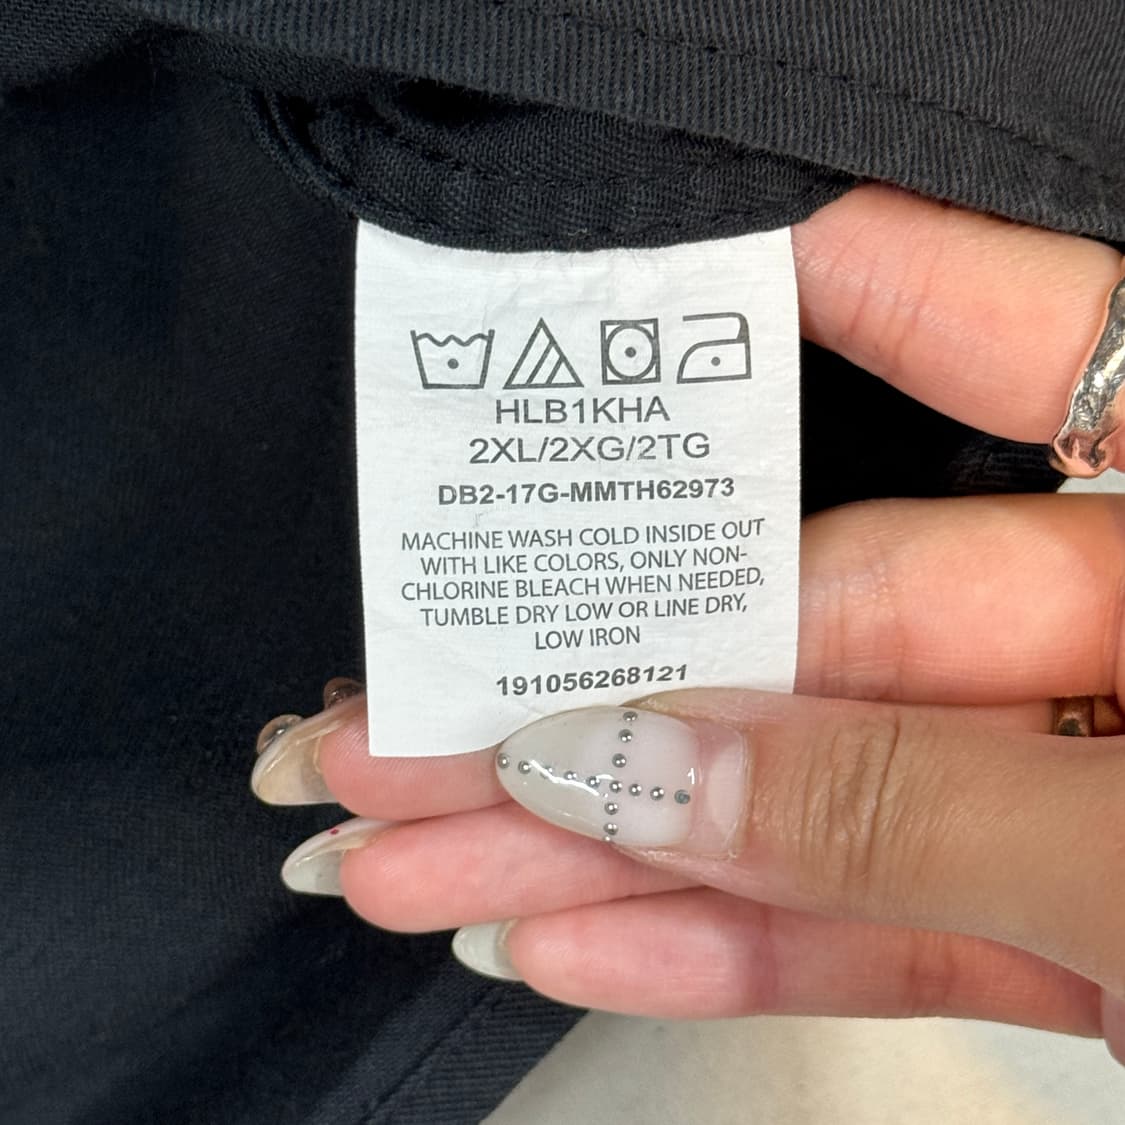 HLB1KHA
2XL/2XG/2TG
DB2-17G-MMTH62973
MACHINE WASH COLD INSIDE OUT
WITH LIKE COLORS, ONLY NON-
CHLORINE BLEACH WHEN NEEDED,
TUMBLE DRY LOW OR LINE DRY,
LOW IRON
191056268121